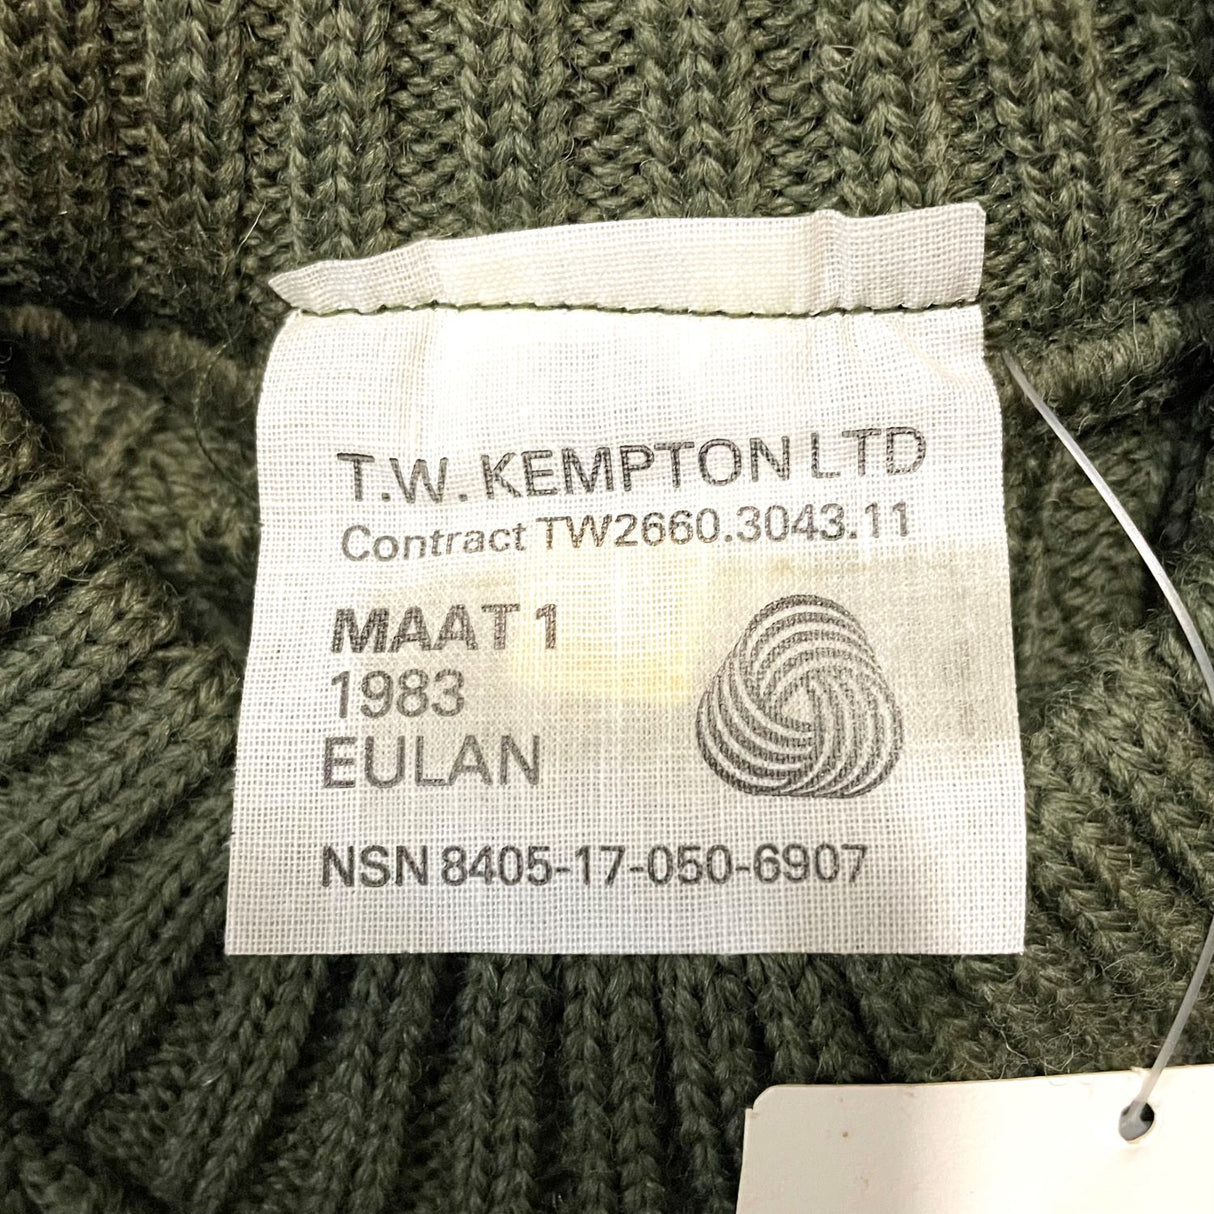 T.W. KEMPTON LTD
Contract TW2660.3043.11
MAAT 1
1983
EULAN
NSN 8405-17-050-6907